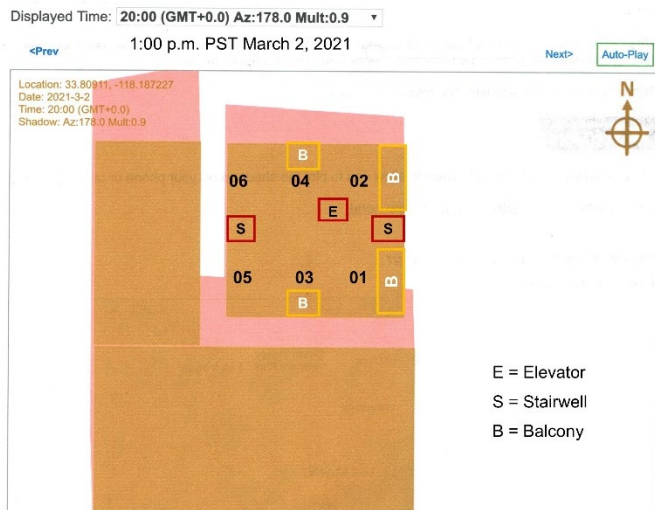 Displayed Time: 20:00 (GMT+0.0) Az:178.0 Mult:0.9
<Prev
1:00 p.m. PST March 2, 2021
Next>
Auto-Play
Location: 33.80911, -118.187227
Date: 2021-3-2
Time: 20:00 (GMT+0.0)
Shadow: Az:178.0 Mult:0.9
N
B
06
04
02
B
E
S
S
05
03
01
B
B
E = Elevator
S = Stairwell
B = Balcony